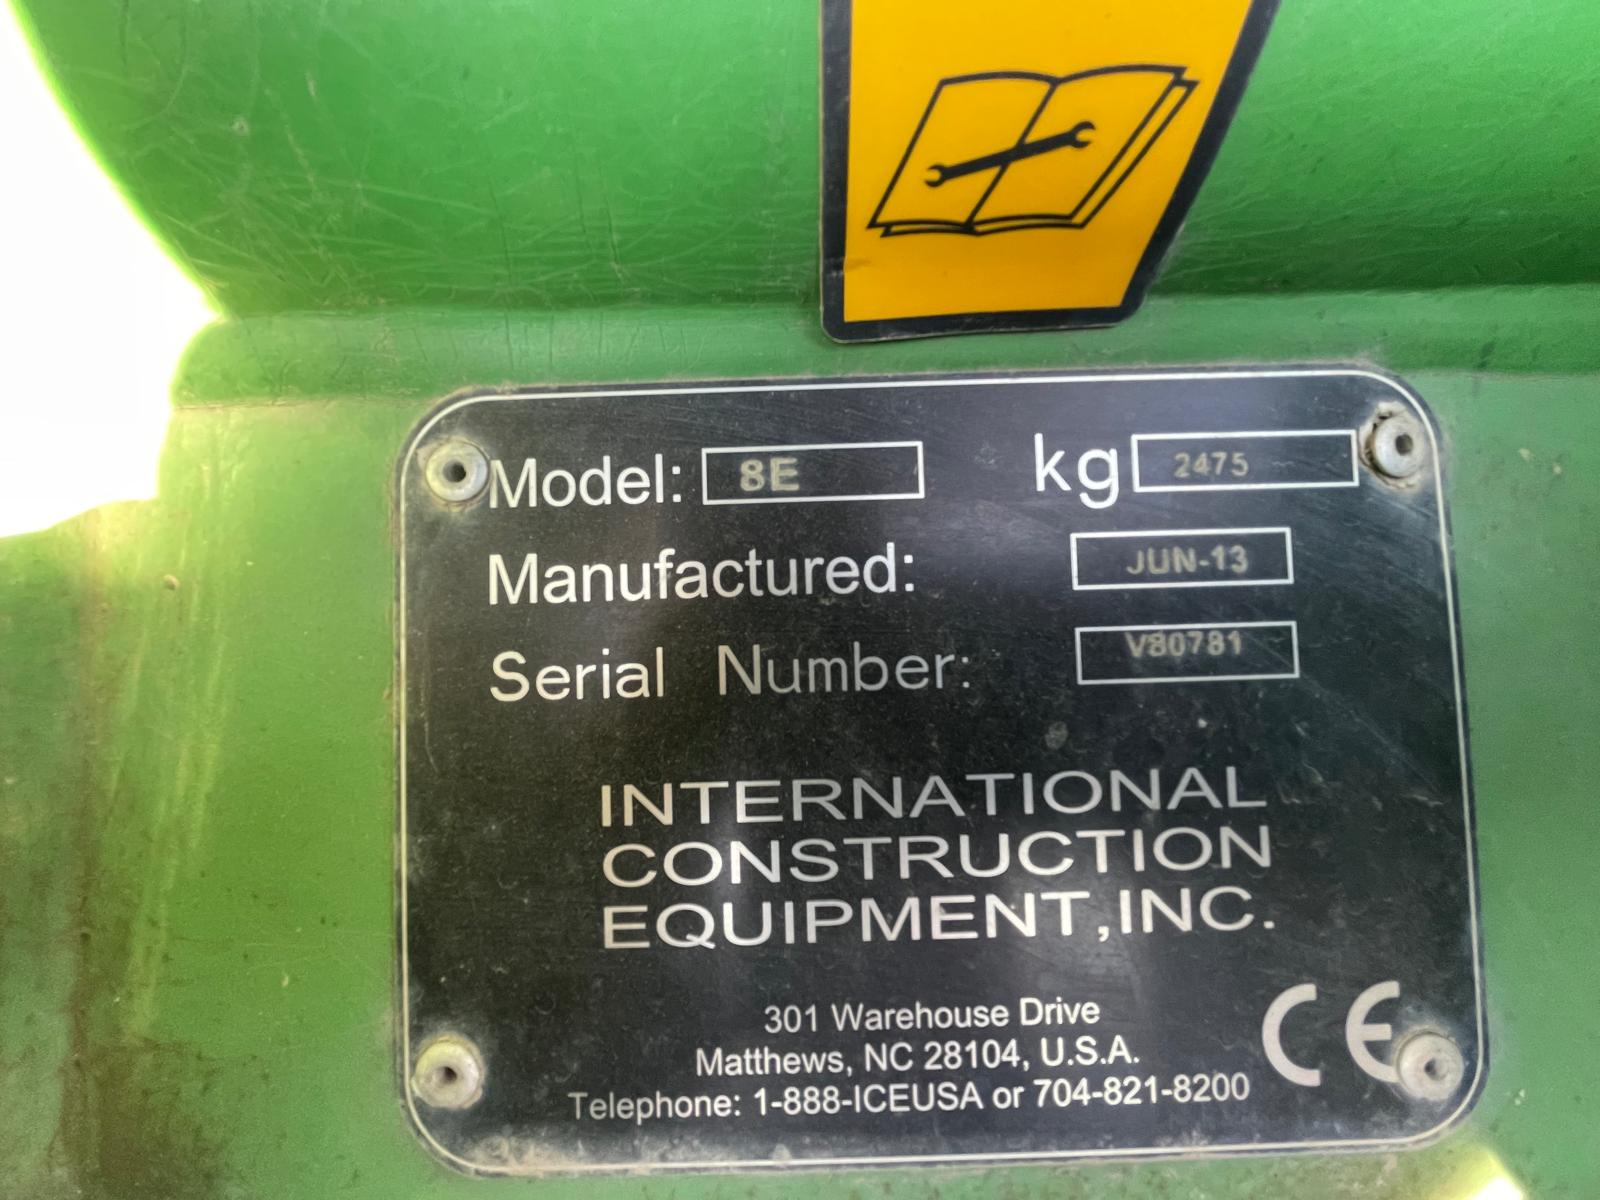 Model: 8E kg 2475
Manufactured: JUN-13
Serial Number: V80781
INTERNATIONAL
CONSTRUCTION
EQUIPMENT,INC.
301 Warehouse Drive
Matthews, NC 28104, U.S.A.
Telephone: 1-888-ICEUSA or 704-821-8200
CE